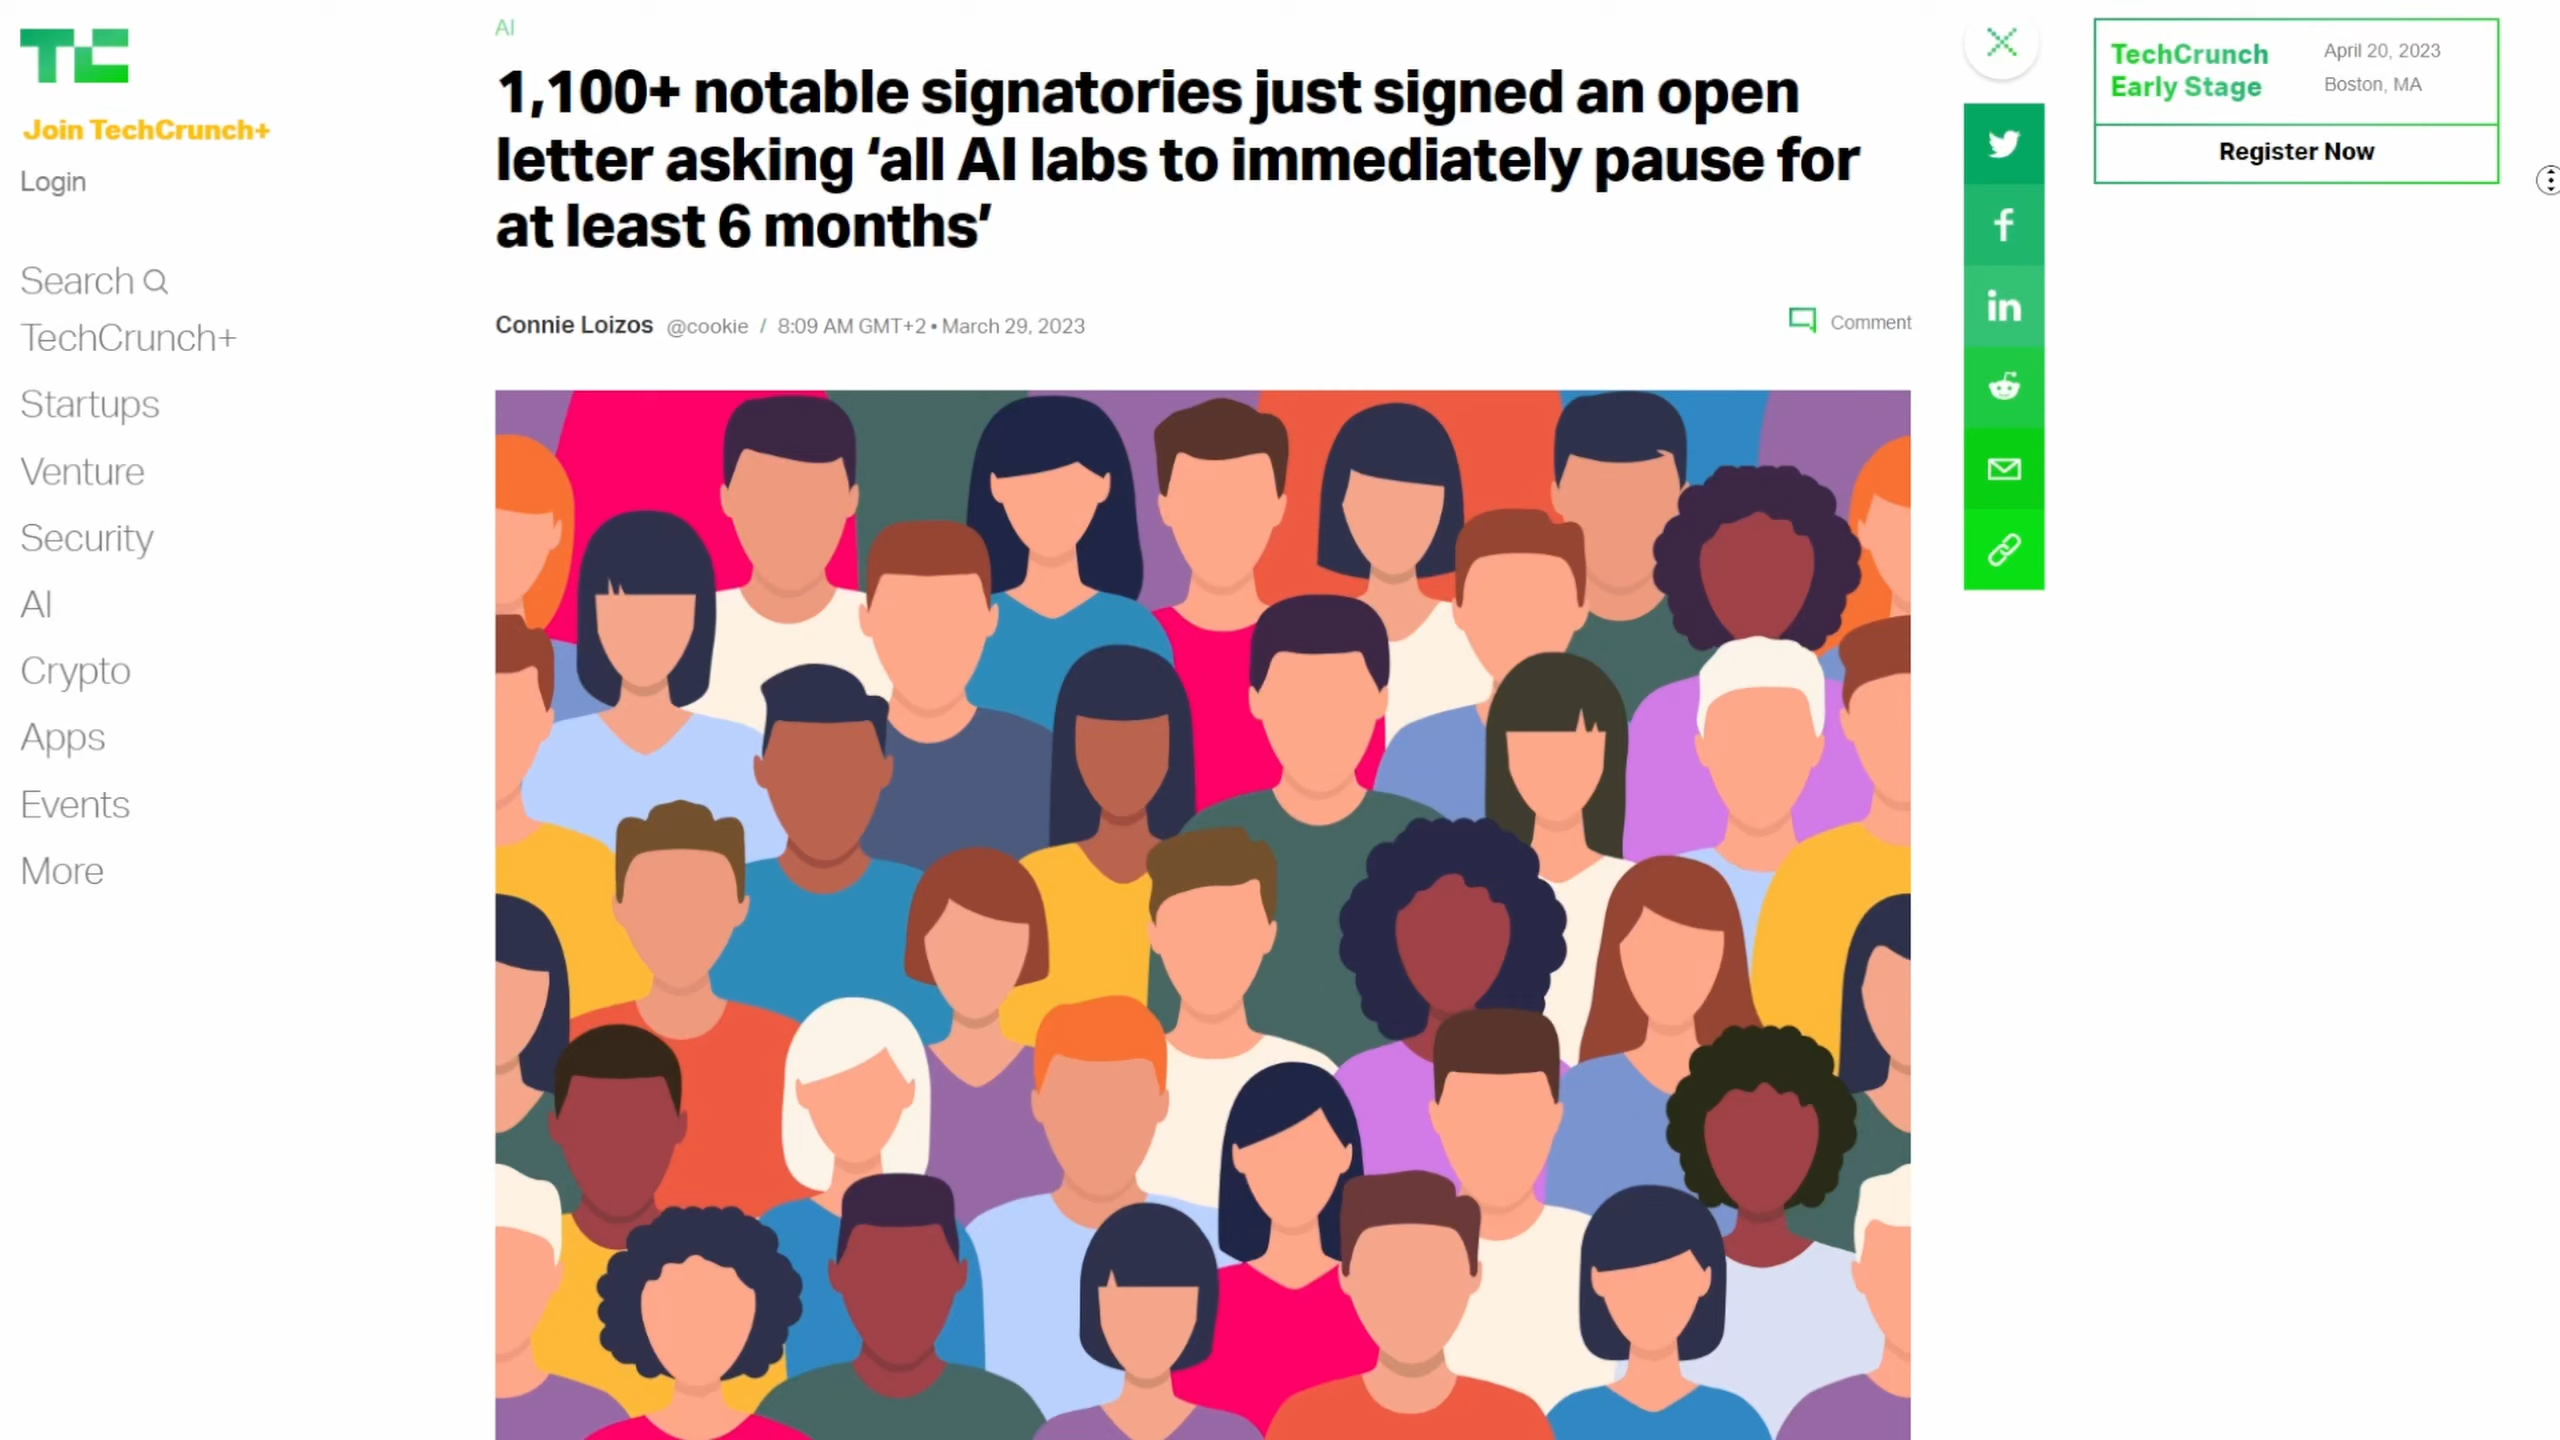 TC
Join TechCrunch+
Login
Search
TechCrunch+
Startups
Venture
Security
AI
Crypto
Apps
Events
More
AI
1,100+ notable signatories just signed an open
letter asking ‘all AI labs to immediately pause for
at least 6 months’
Connie Loizos @cookie / 8:09 AM GMT+2 • March 29, 2023
Comment
f
in
TechCrunch
Early Stage
April 20, 2023
Boston, MA
Register Now